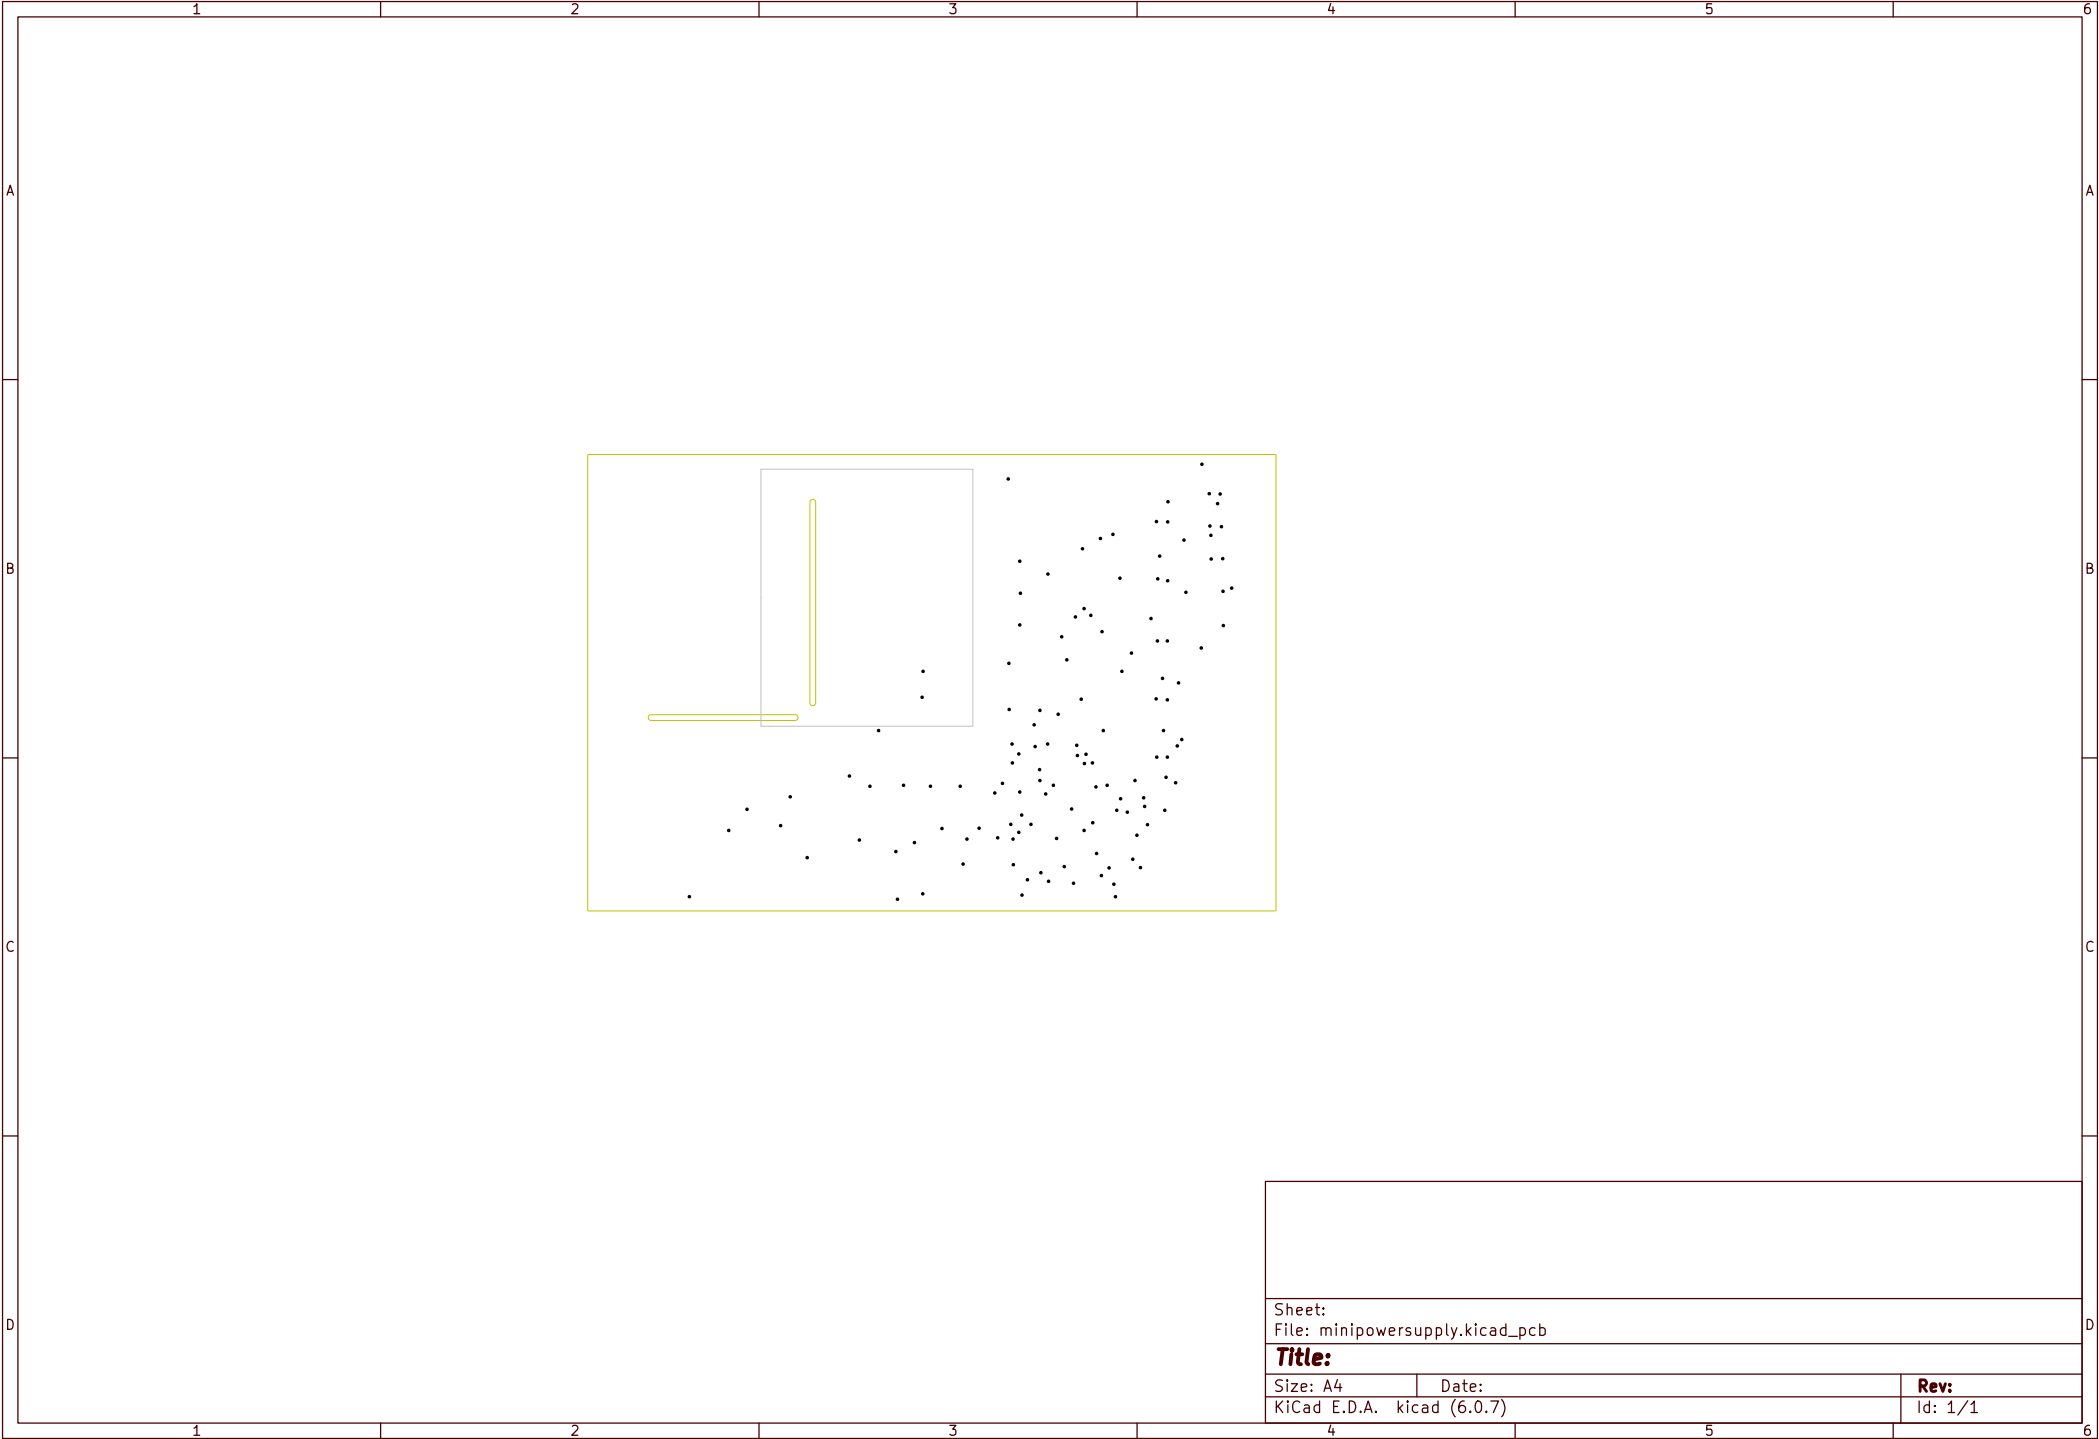 1 2 3 4 5 6
A A
B B
C C
Sheet:
File: minipowersupply.kicad_pcb
D D
Title:
Size: A4 Date: Rev:
KiCad E.D.A. kicad (6.0.7) Id: 1/1
1 2 3 4 5 6